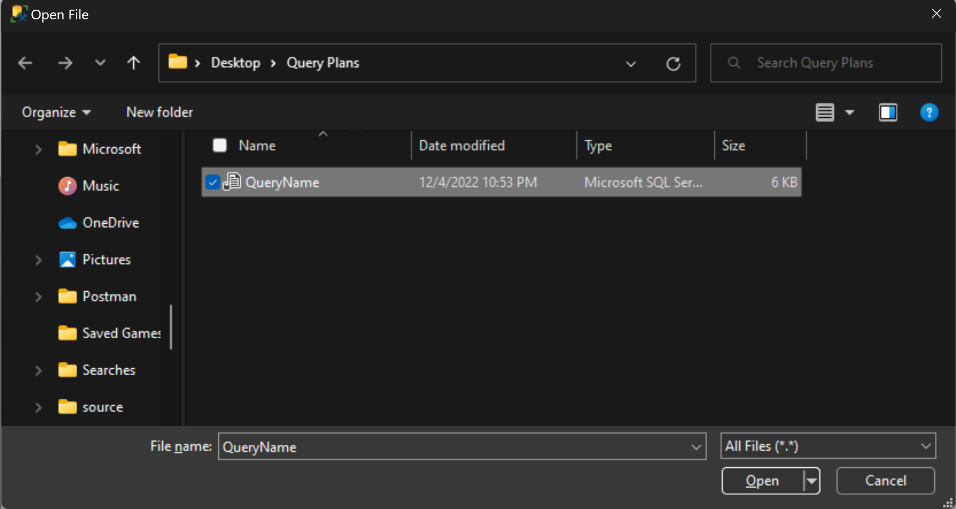 Open File
Desktop > Query Plans
Search Query Plans
Organize
New folder
?
Name
Date modified
Type
Size
QueryName
12/4/2022 10:53 PM
Microsoft SQL Ser...
6 KB
Microsoft
Music
OneDrive
Pictures
Postman
Saved Games
Searches
source
File name:
QueryName
All Files (*.*)
Open
Cancel